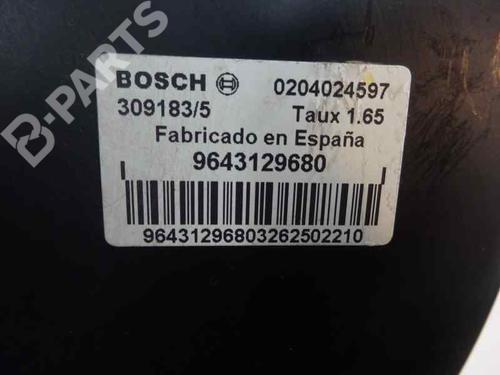 B-PARTS
BOSCH 0204024597
309183/5 Taux 1.65
Fabricado en España
9643129680
96431296803262502210